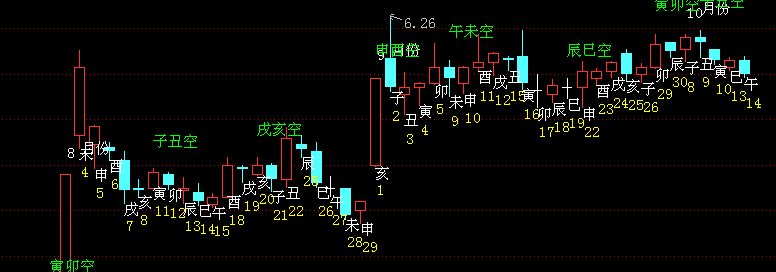 寅卯空
10月份
6.26
午未空
申酉空
9月份
辰巳空
子丑空
戌亥空
8月份
寅卯空
未 4
申 5
酉 6
戌 7
亥 8
寅 11
卯 12
辰 13
巳 14
午 15
酉 18
戌 19
亥 20
子 21
丑 22
辰
巳 26
午 27
未 28
申 29
亥 1
子 2
丑 3
寅 4
卯 5
未 9
申 10
酉 11
戌 12
丑 15
寅 16
卯 17
辰 18
巳 19
申 22
酉 23
戌 24
亥 25
子 26
卯 29
辰 30
子 8
丑 9
寅 10
巳 13
午 14